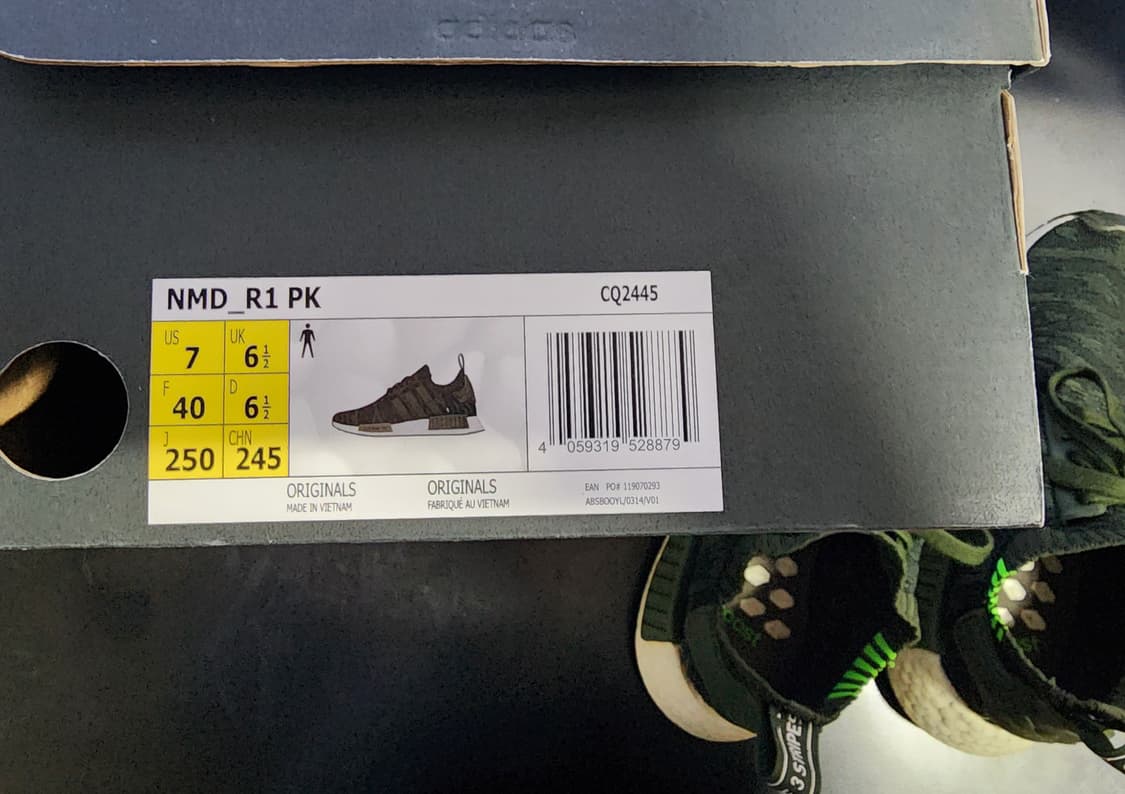 adidas
NMD_R1 PK
CQ2445
US 7 UK 6½
F 40 D 6½
J 250 CHN 245
4 059319 528879
ORIGINALS
MADE IN VIETNAM
ORIGINALS
FABRIQUÉ AU VIETNAM
EAN PO# 119070293
ABSBOOYL/0314/V01
boost
3 STRIPES